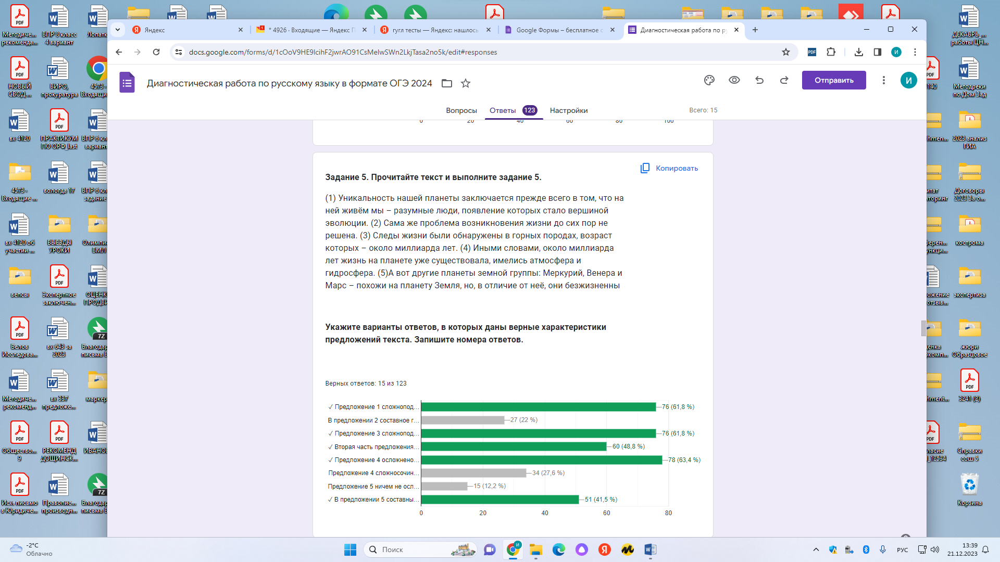 Яндекс
* 4926 · Входящие — Яндекс П
гугл тесты — Яндекс: нашлось
Google Формы – бесплатное с
Диагностическая работа по ру
docs.google.com/forms/d/1cOoV9HE9IcihF2jwrAO91CsMelwSWn2LkjTasa2no5k/edit#responses
Диагностическая работа по русскому языку в формате ОГЭ 2024
Отправить
И
Вопросы
Ответы 123
Настройки
Всего: 15
0 20 40 60 80 100
Копировать
Задание 5. Прочитайте текст и выполните задание 5.
(1) Уникальность нашей планеты заключается прежде всего в том, что на
ней живём мы – разумные люди, появление которых стало вершиной
эволюции. (2) Сама же проблема возникновения жизни до сих пор не
решена. (3) Следы жизни были обнаружены в горных породах, возраст
которых – около миллиарда лет. (4) Иными словами, около миллиарда
лет жизнь на планете уже существовала, имелись атмосфера и
гидросфера. (5)А вот другие планеты земной группы: Меркурий, Венера и
Марс – похожи на планету Земля, но, в отличие от неё, они безжизненны
Укажите варианты ответов, в которых даны верные характеристики
предложений текста. Запишите номера ответов.
Верных ответов: 15 из 123
✓ Предложение 1 сложнопод… 76 (61,8 %)
В предложении 2 составное г… 27 (22 %)
✓ Предложение 3 сложнопод… 76 (61,8 %)
✓ Вторая часть предложения… 60 (48,8 %)
✓ Предложение 4 осложнено… 78 (63,4 %)
Предложение 4 сложносочин… 34 (27,6 %)
Предложение 5 ничем не осл… 15 (12,2 %)
✓ В предложении 5 составны… 51 (41,5 %)
0 20 40 60 80
Методиче...
рекоменда...
ВПР 8 класс
4 вариант
Лопатк
НОВЫЙ
СВОД ...
ВИРО,
прокуратура
4573 ·
Входящи
вх 4120
ПРАКТИКУМ
ПО ОРФ_last
ВПР 6 кл
вариант
4573 ·
Входящие ...
вологда 17
ВПР 6 кл
задание
вх 4120 об
участии ...
ВЫЕЗДЫ
УРОКИ
Олимпи
ВМЛ
вепсы
Экспертное
заключен...
ОЦЕНК
ПРОДВИ
Белов
Исследова...
вх 643 за
2023
Благодар
письма В
Методиче...
рекоменд...
вх 337
предложе...
маркер
Общество...
9
РЕКОМЕНД
ДОЩИНСК...
ИВАНОВ
Исх. письмо
в Юридиче...
Правопис...
производн...
Благодар
письма В
ДЕКАБРЬ_...
работы ЦН...
140
Методреки
по Дом Зад
hmen...
2023 анализ
ГИА
итат
иторинг
Договоры
2023 За о...
ферен...
ункци...
кострома
ложение
отзыв...
экспертиза
ценка
рокомп...
жюри
Образцовое
hment...
3241 (2)
ласие
_12534
Справки
сош 5
Корзина
-2°C
Облачно
Поиск
РУС
13:39
21.12.2023